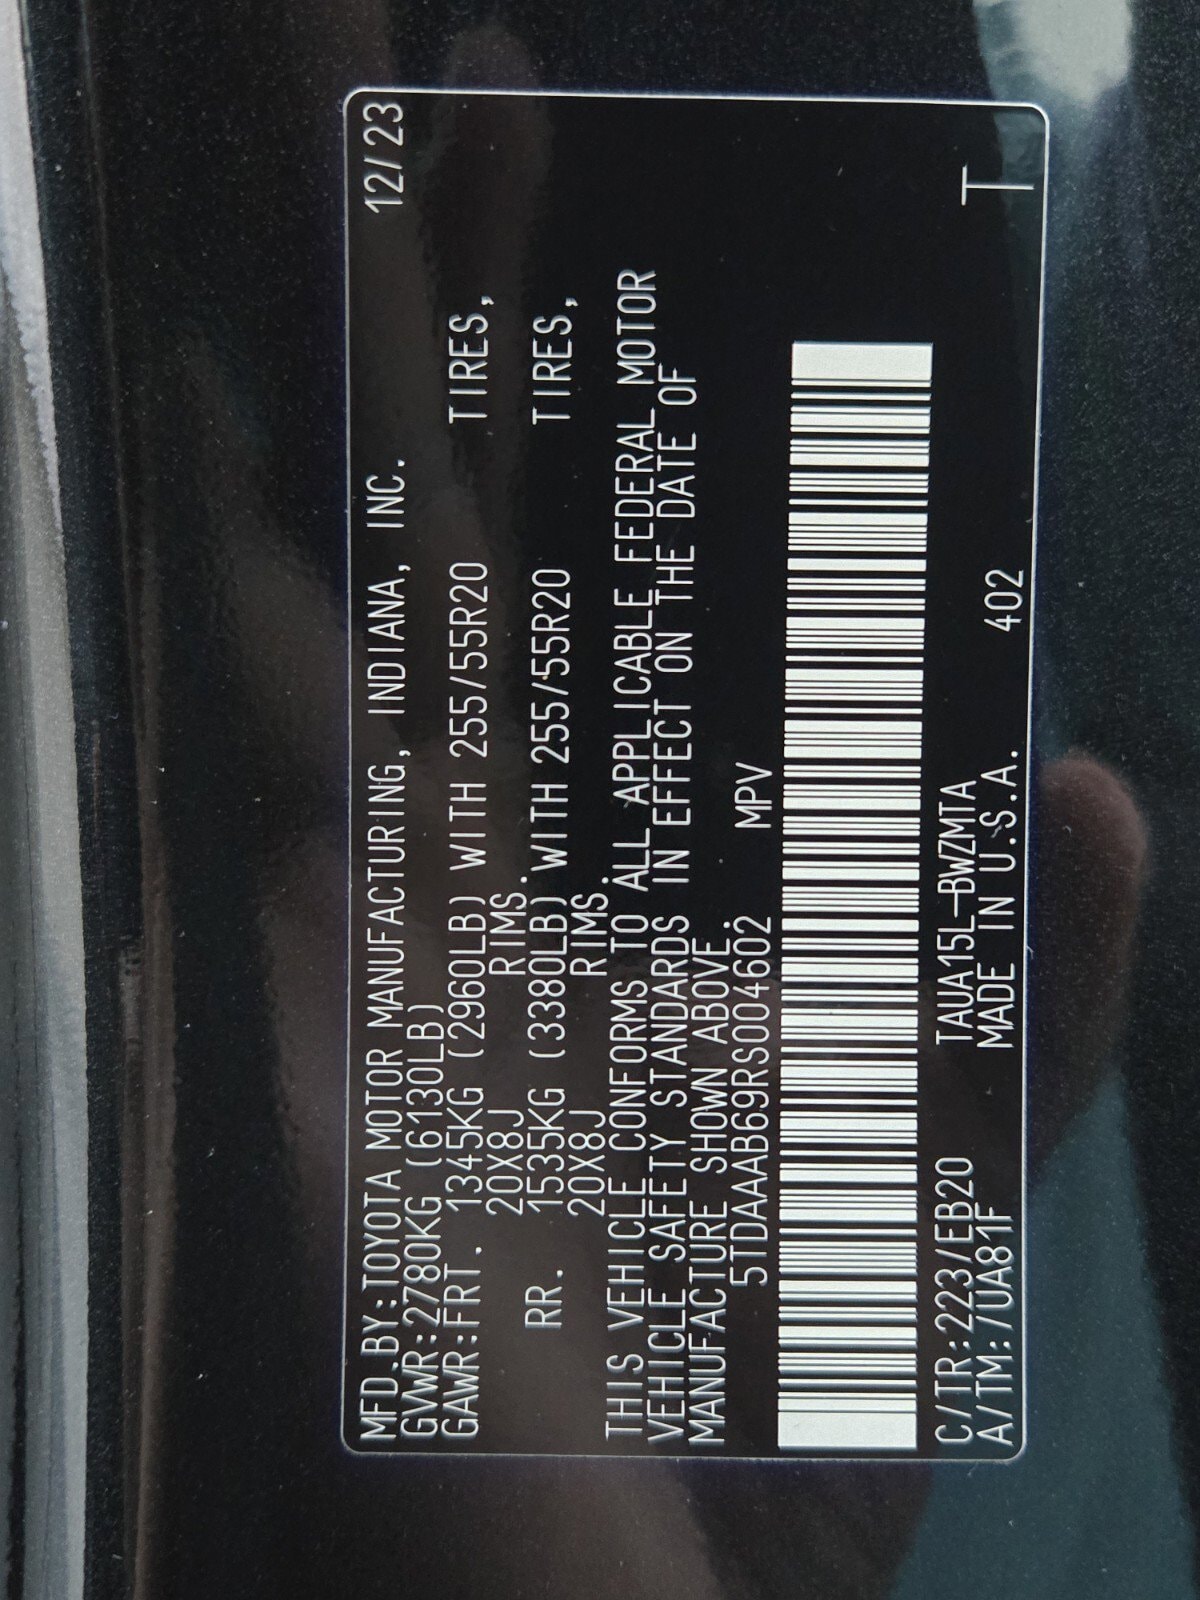 MFD.BY:TOYOTA MOTOR MANUFACTURING, INDIANA, INC. 12/23
GVWR:2780KG (6130LB)
GAWR:FRT. 1345KG (2960LB) WITH 255/55R20 TIRES,
20X8J RIMS.
RR. 1535KG (3380LB) WITH 255/55R20 TIRES,
20X8J RIMS.
THIS VEHICLE CONFORMS TO ALL APPLICABLE FEDERAL MOTOR
VEHICLE SAFETY STANDARDS IN EFFECT ON THE DATE OF
MANUFACTURE SHOWN ABOVE.
5TDAAAB69RS004602 MPV
C/TR:223/EB20 TAUA15L-BWZMTA T
A/TM:/UA81F MADE IN U.S.A. 402